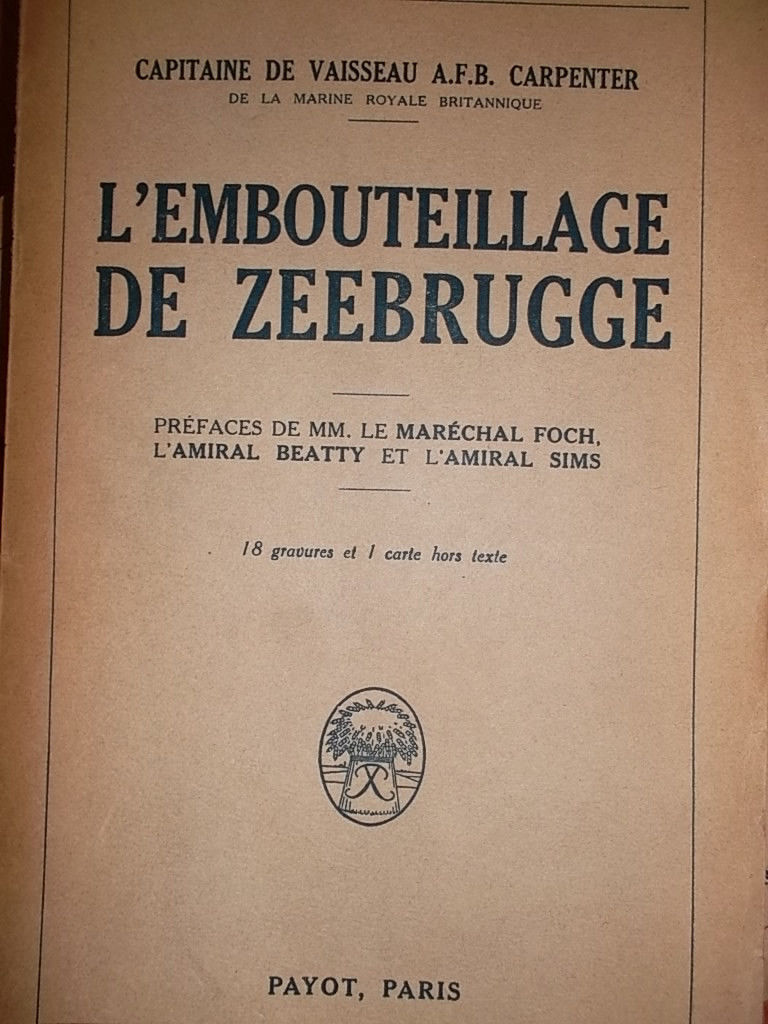 CAPITAINE DE VAISSEAU A.F.B. CARPENTER
DE LA MARINE ROYALE BRITANNIQUE
L'EMBOUTEILLAGE
DE ZEEBRUGGE
PRÉFACES DE MM. LE MARÉCHAL FOCH,
L'AMIRAL BEATTY ET L'AMIRAL SIMS
18 gravures et 1 carte hors texte
PAYOT, PARIS